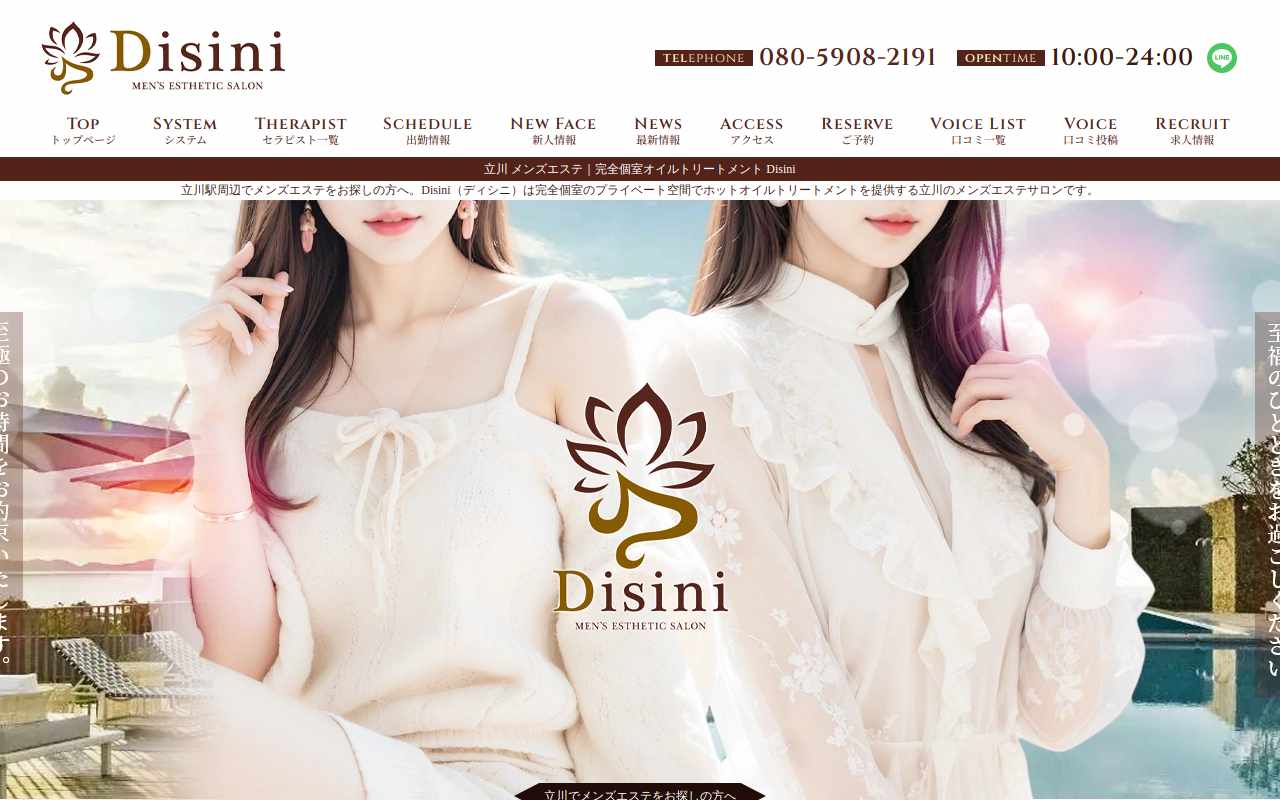 Disini
MEN'S ESTHETIC SALON
TELEPHONE 080-5908-2191
OPENTIME 10:00-24:00
LINE
TOP
トップページ
SYSTEM
システム
THERAPIST
セラピスト一覧
SCHEDULE
出勤情報
NEW FACE
新人情報
NEWS
最新情報
ACCESS
アクセス
RESERVE
ご予約
VOICE LIST
口コミ一覧
VOICE
口コミ投稿
RECRUIT
求人情報
立川 メンズエステ｜完全個室オイルトリートメント Disini
立川駅周辺でメンズエステをお探しの方へ。Disini（ディシニ）は完全個室のプライベート空間でホットオイルトリートメントを提供する立川のメンズエステサロンです。
至極のお時間をお約束いたします。
至福のひとときをお過ごしください
Disini
MEN'S ESTHETIC SALON
立川でメンズエステをお探しの方へ